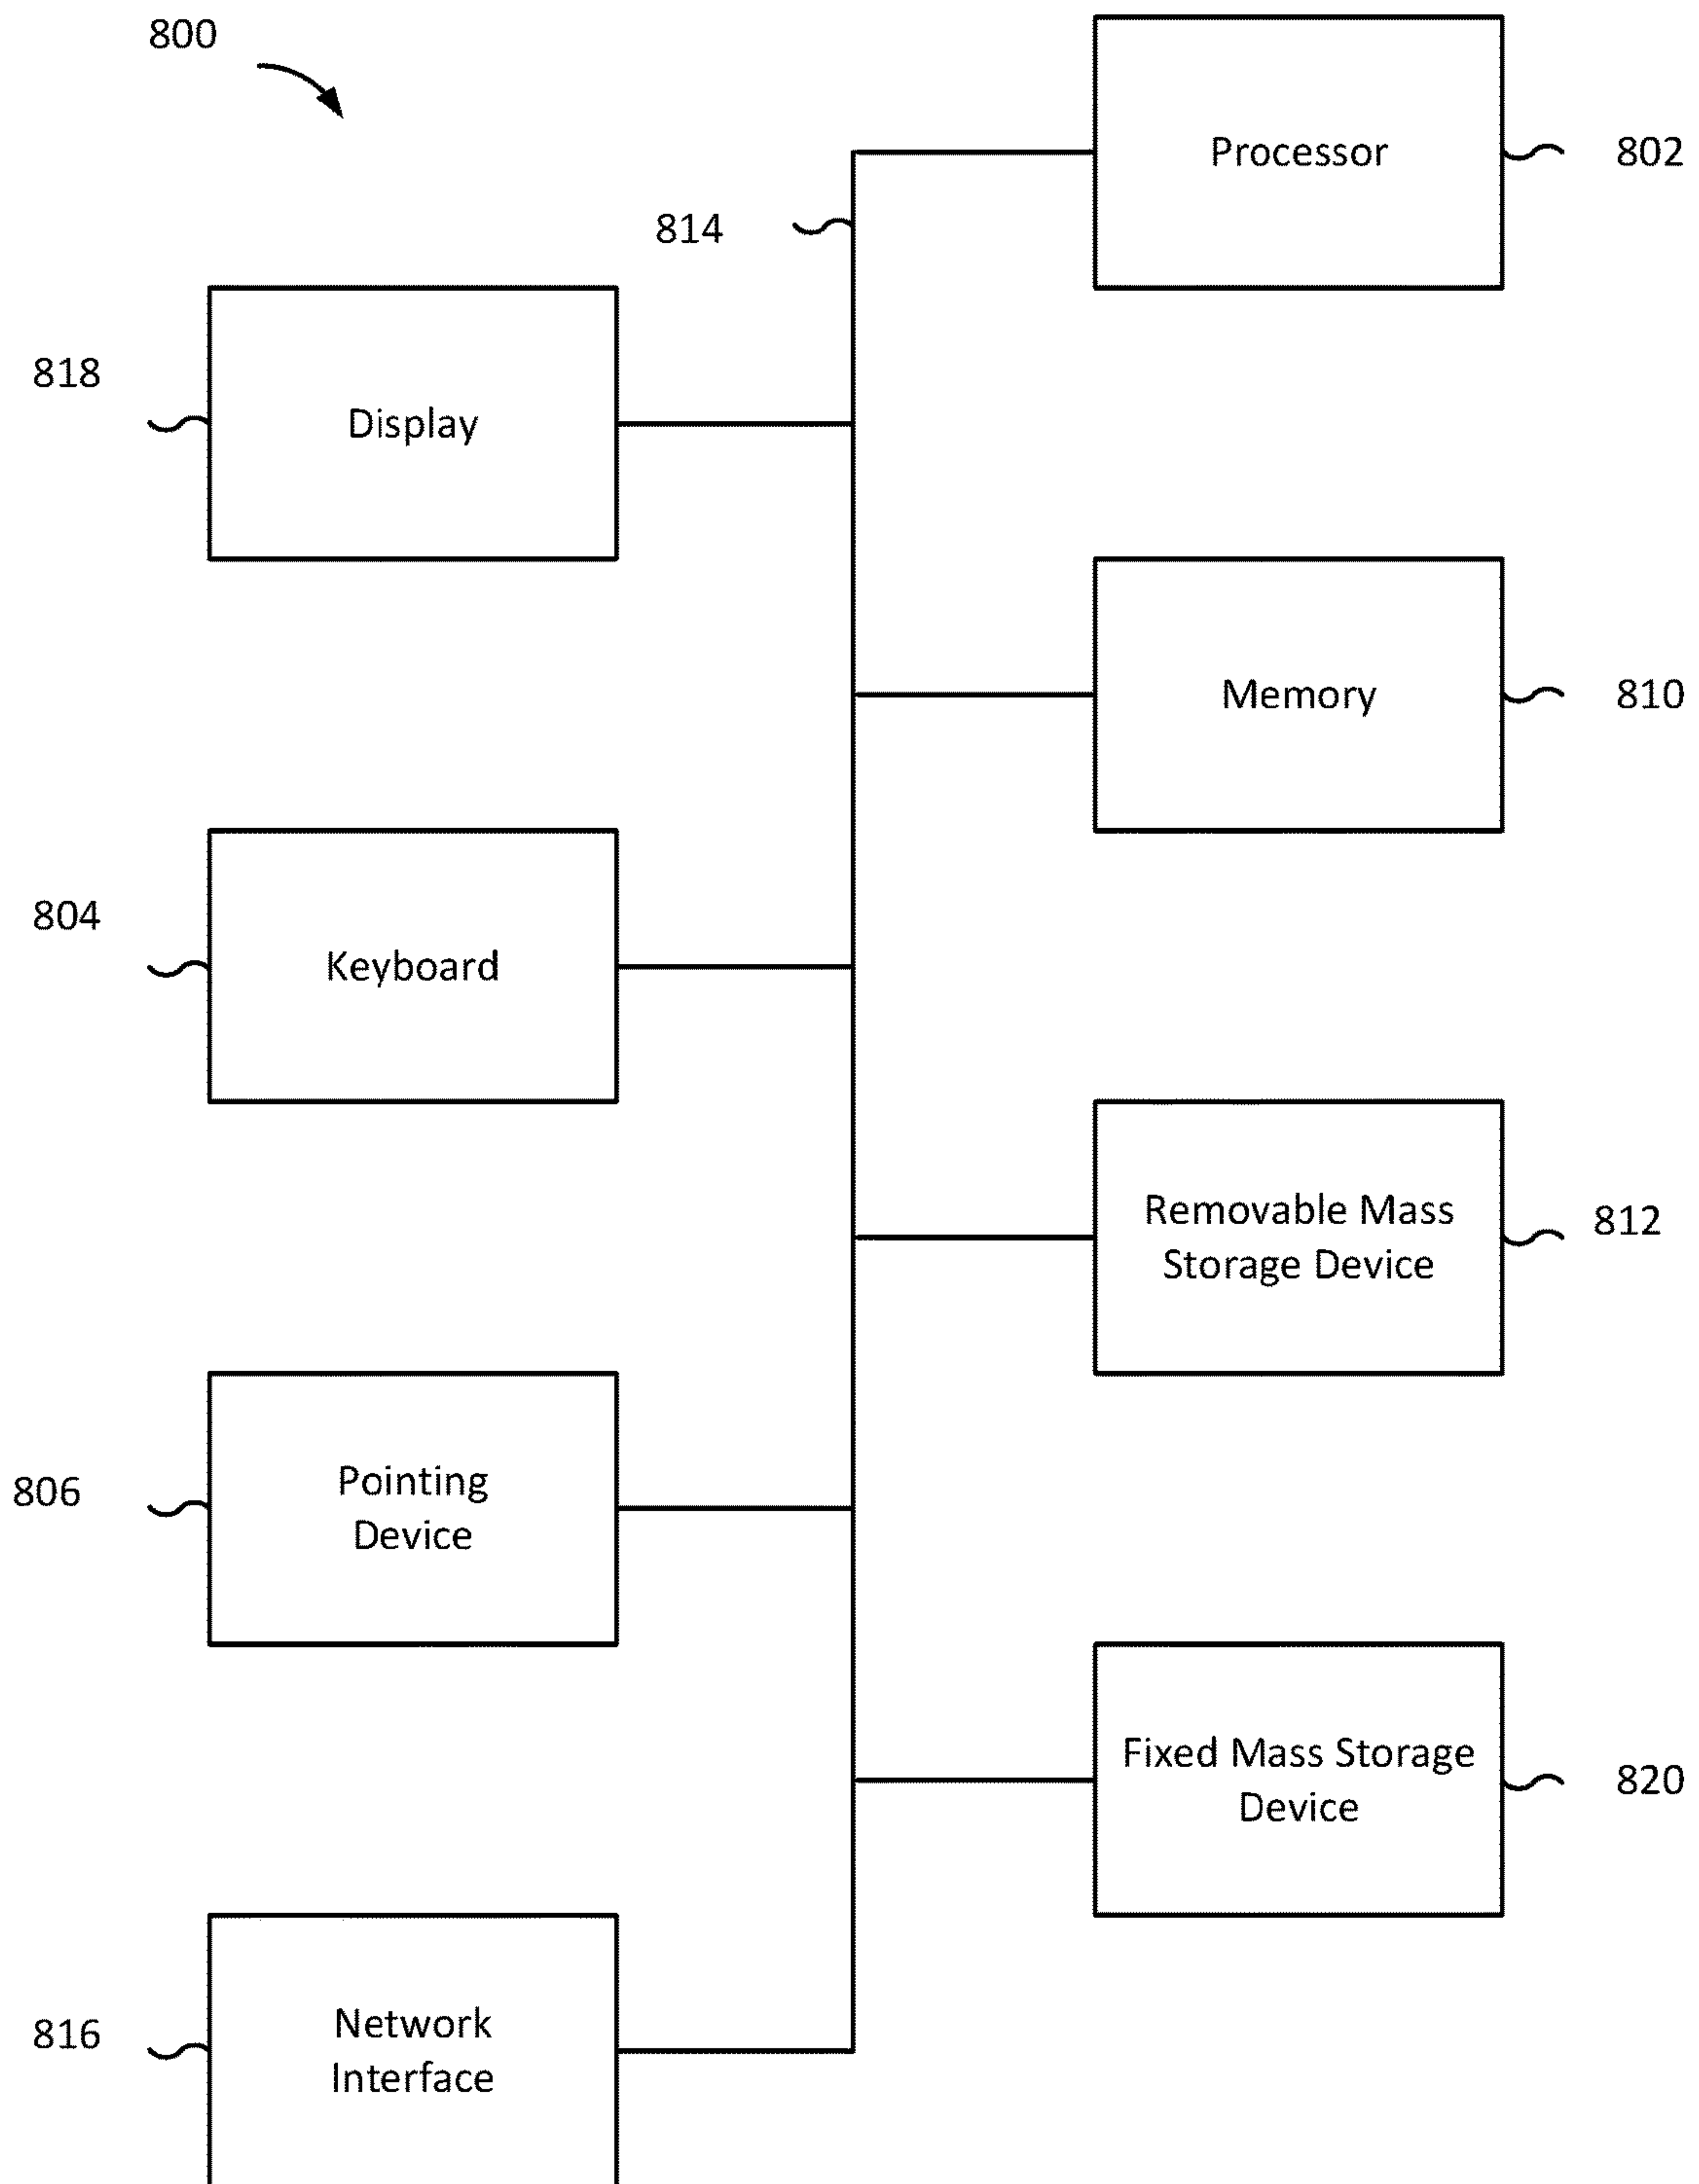 800
Processor
802
814
818
Display
Memory
810
804
Keyboard
Removable Mass
Storage Device
812
806
Pointing
Device
Fixed Mass Storage
Device
820
816
Network
Interface